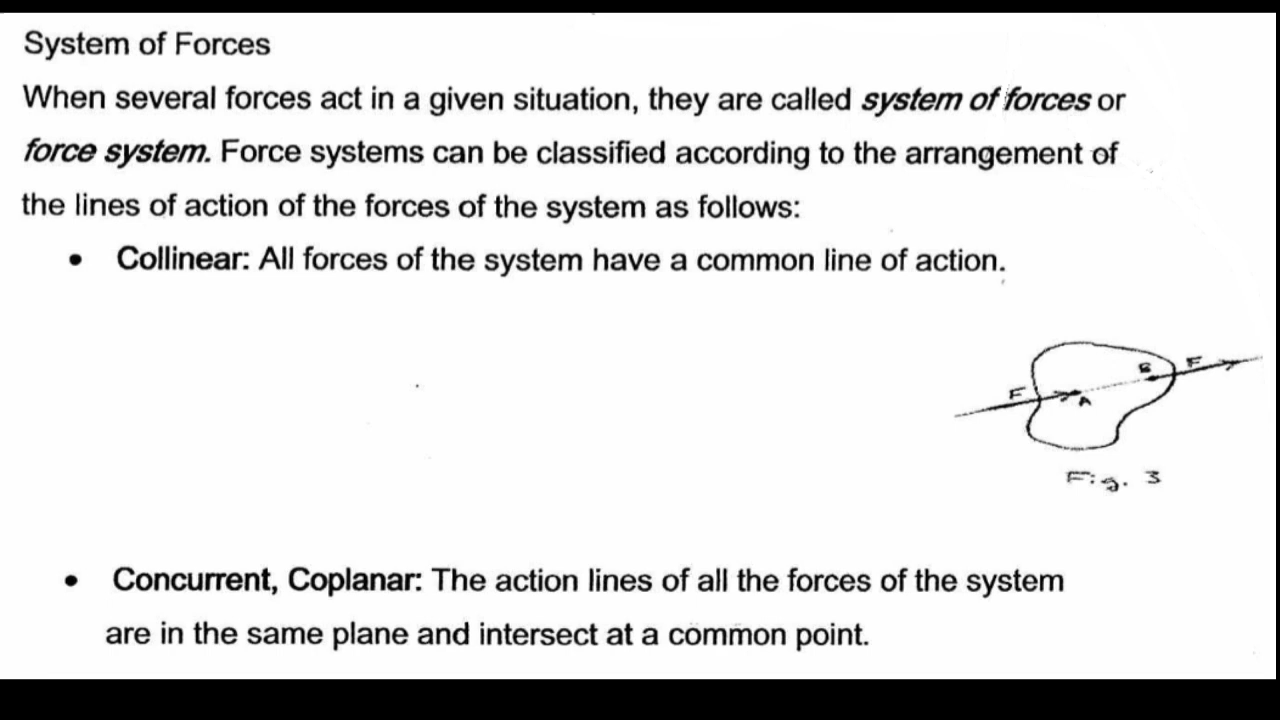 System of Forces
When several forces act in a given situation, they are called system of forces or
force system. Force systems can be classified according to the arrangement of
the lines of action of the forces of the system as follows:
• Collinear: All forces of the system have a common line of action.
F A B F
Fig. 3
• Concurrent, Coplanar: The action lines of all the forces of the system
are in the same plane and intersect at a common point.